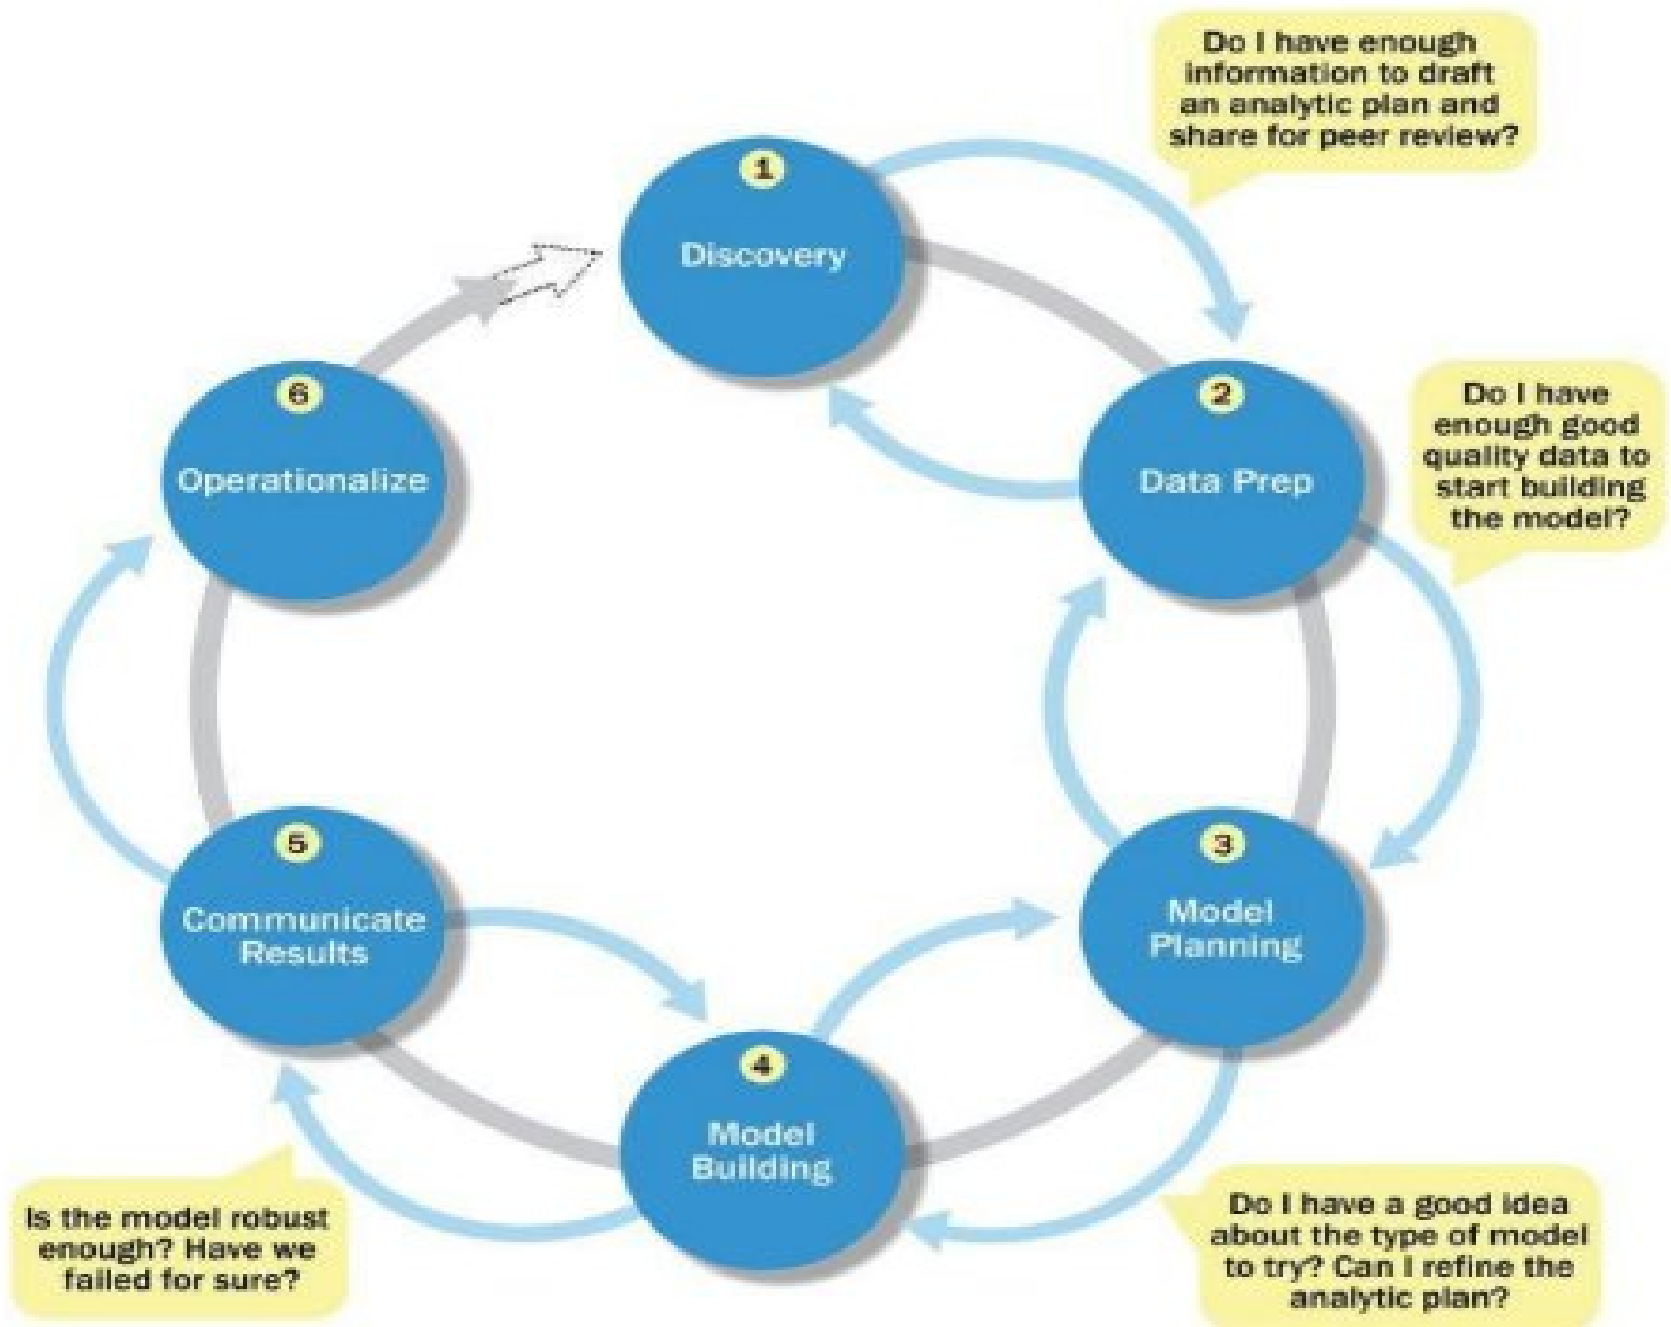 Do I have enough
information to draft
an analytic plan and
share for peer review?
1
Discovery
2
Data Prep
Do I have
enough good
quality data to
start building
the model?
3
Model
Planning
Do I have a good idea
about the type of model
to try? Can I refine the
analytic plan?
4
Model
Building
Is the model robust
enough? Have we
failed for sure?
5
Communicate
Results
6
Operationalize